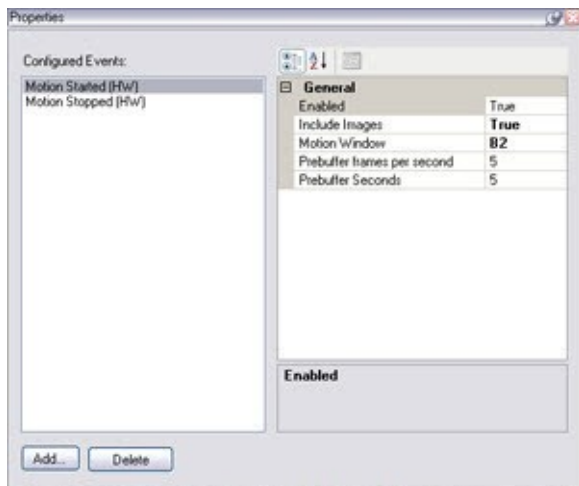 Properties
Configured Events:
Motion Started (HW)
Motion Stopped (HW)
General
Enabled True
Include Images True
Motion Window B2
Prebuffer frames per second 5
Prebuffer Seconds 5
Enabled
Add... Delete